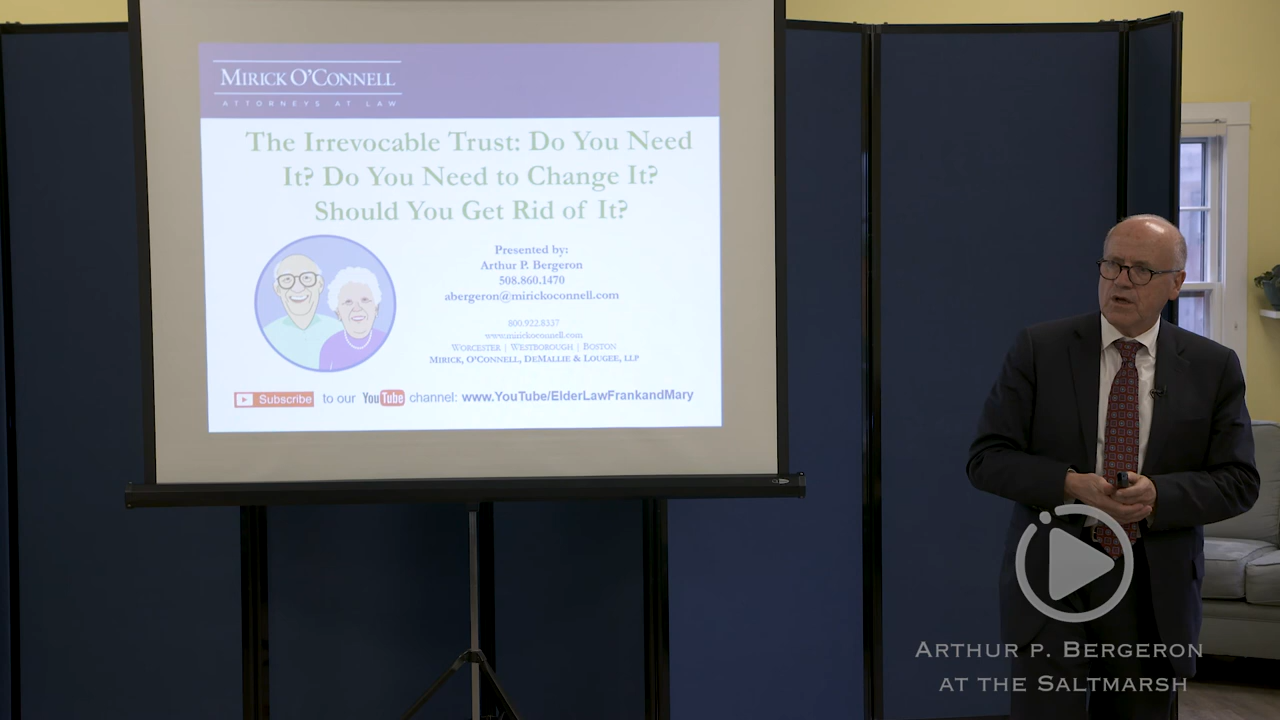 MIRICK O'CONNELL
ATTORNEYS AT LAW
The Irrevocable Trust: Do You Need
It? Do You Need to Change It?
Should You Get Rid of It?
Presented by:
Arthur P. Bergeron
508.860.1470
abergeron@mirickoconnell.com
800.922.8337
www.mirickoconnell.com
WORCESTER | WESTBOROUGH | BOSTON
MIRICK, O'CONNELL, DEMALLIE & LOUGEE, LLP
Subscribe to our YouTube channel: www.YouTube/ElderLawFrankandMary
ARTHUR P. BERGERON
AT THE SALTMARSH